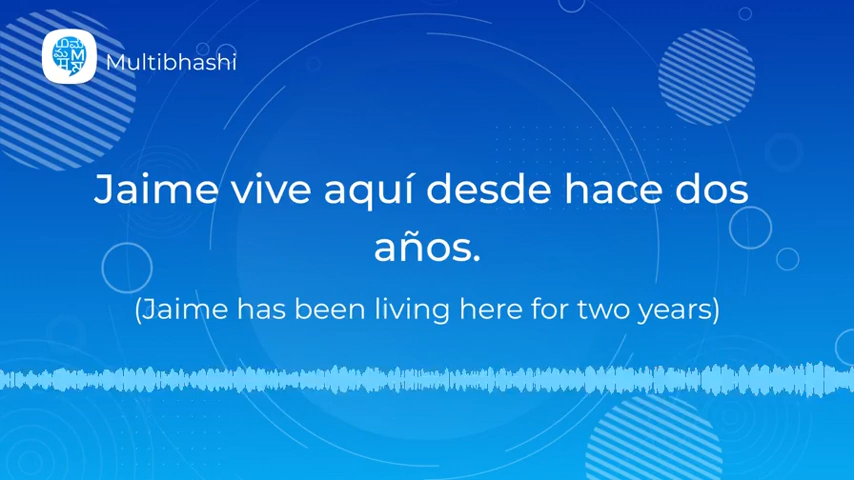 Multibhashi
Jaime vive aquí desde hace dos
años.
(Jaime has been living here for two years)